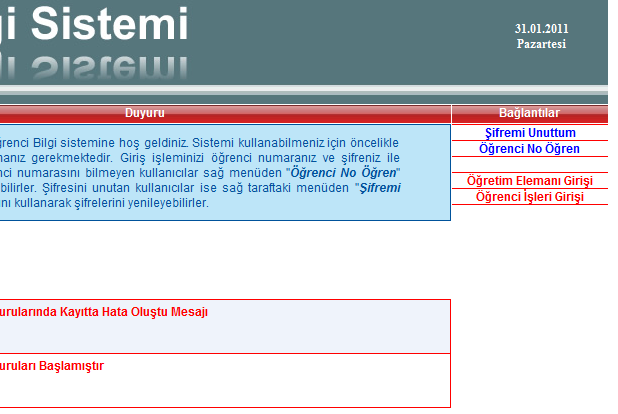 gi Sistemi
31.01.2011
Pazartesi
Duyuru
Bağlantılar
ğrenci Bilgi sistemine hoş geldiniz. Sistemi kullanabilmeniz için öncelikle
manız gerekmektedir. Giriş işleminizi öğrenci numaranız ve şifreniz ile
nci numarasını bilmeyen kullanıcılar sağ menüden "Öğrenci No Öğren"
bilirler. Şifresini unutan kullanıcılar ise sağ taraftaki menüden "Şifremi
nı kullanarak şifrelerini yenileyebilirler.
Şifremi Unuttum
Öğrenci No Öğren
Öğretim Elemanı Girişi
Öğrenci İşleri Girişi
urularında Kayıtta Hata Oluştu Mesajı
uruları Başlamıştır